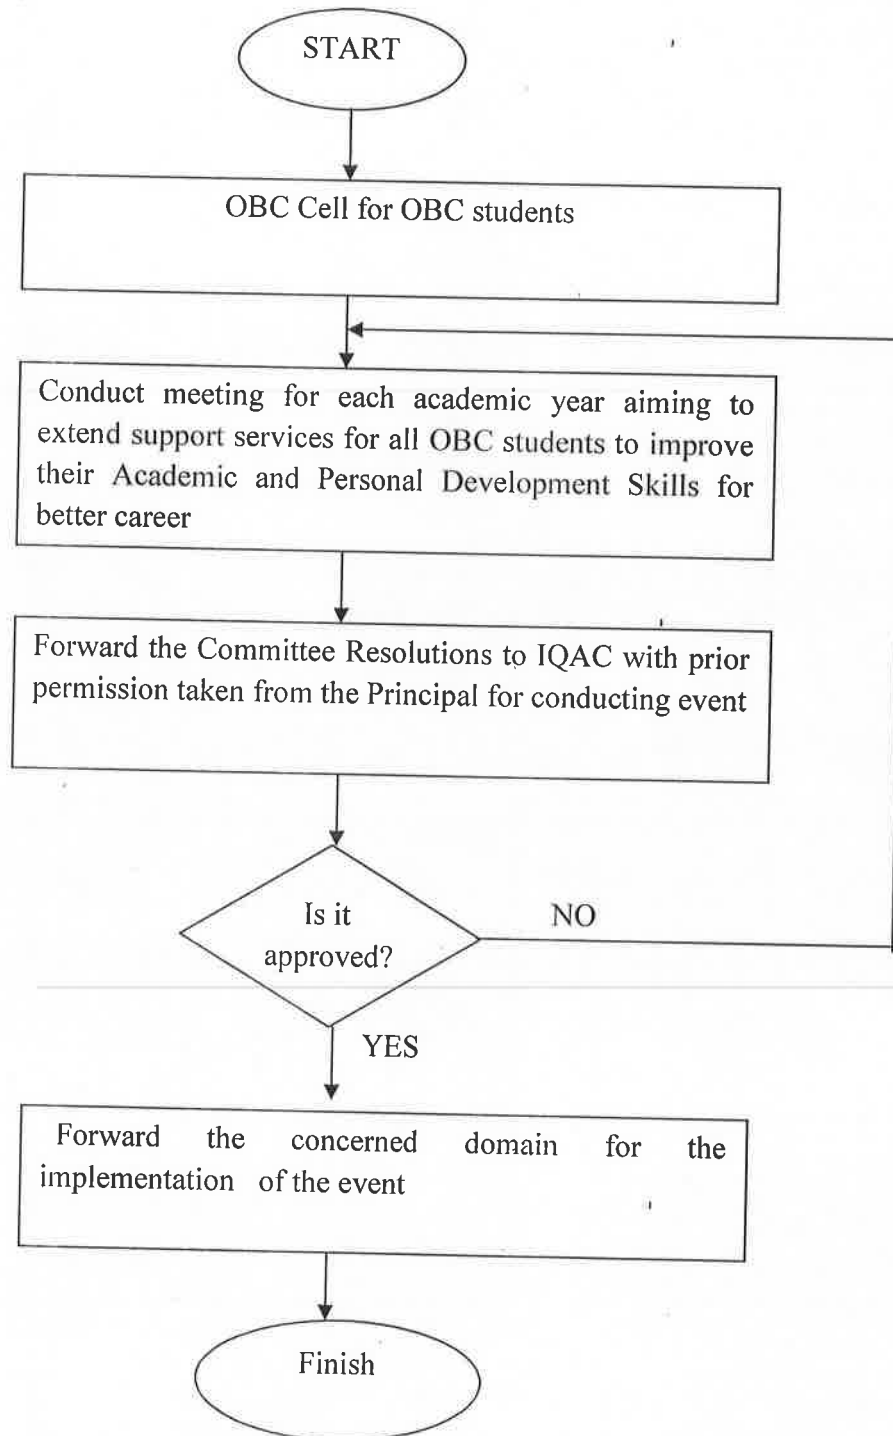 START
OBC Cell for OBC students
Conduct meeting for each academic year aiming to
extend support services for all OBC students to improve
their Academic and Personal Development Skills for
better career
Forward the Committee Resolutions to IQAC with prior
permission taken from the Principal for conducting event
Is it
approved?
NO
YES
Forward the concerned domain for the
implementation of the event
Finish